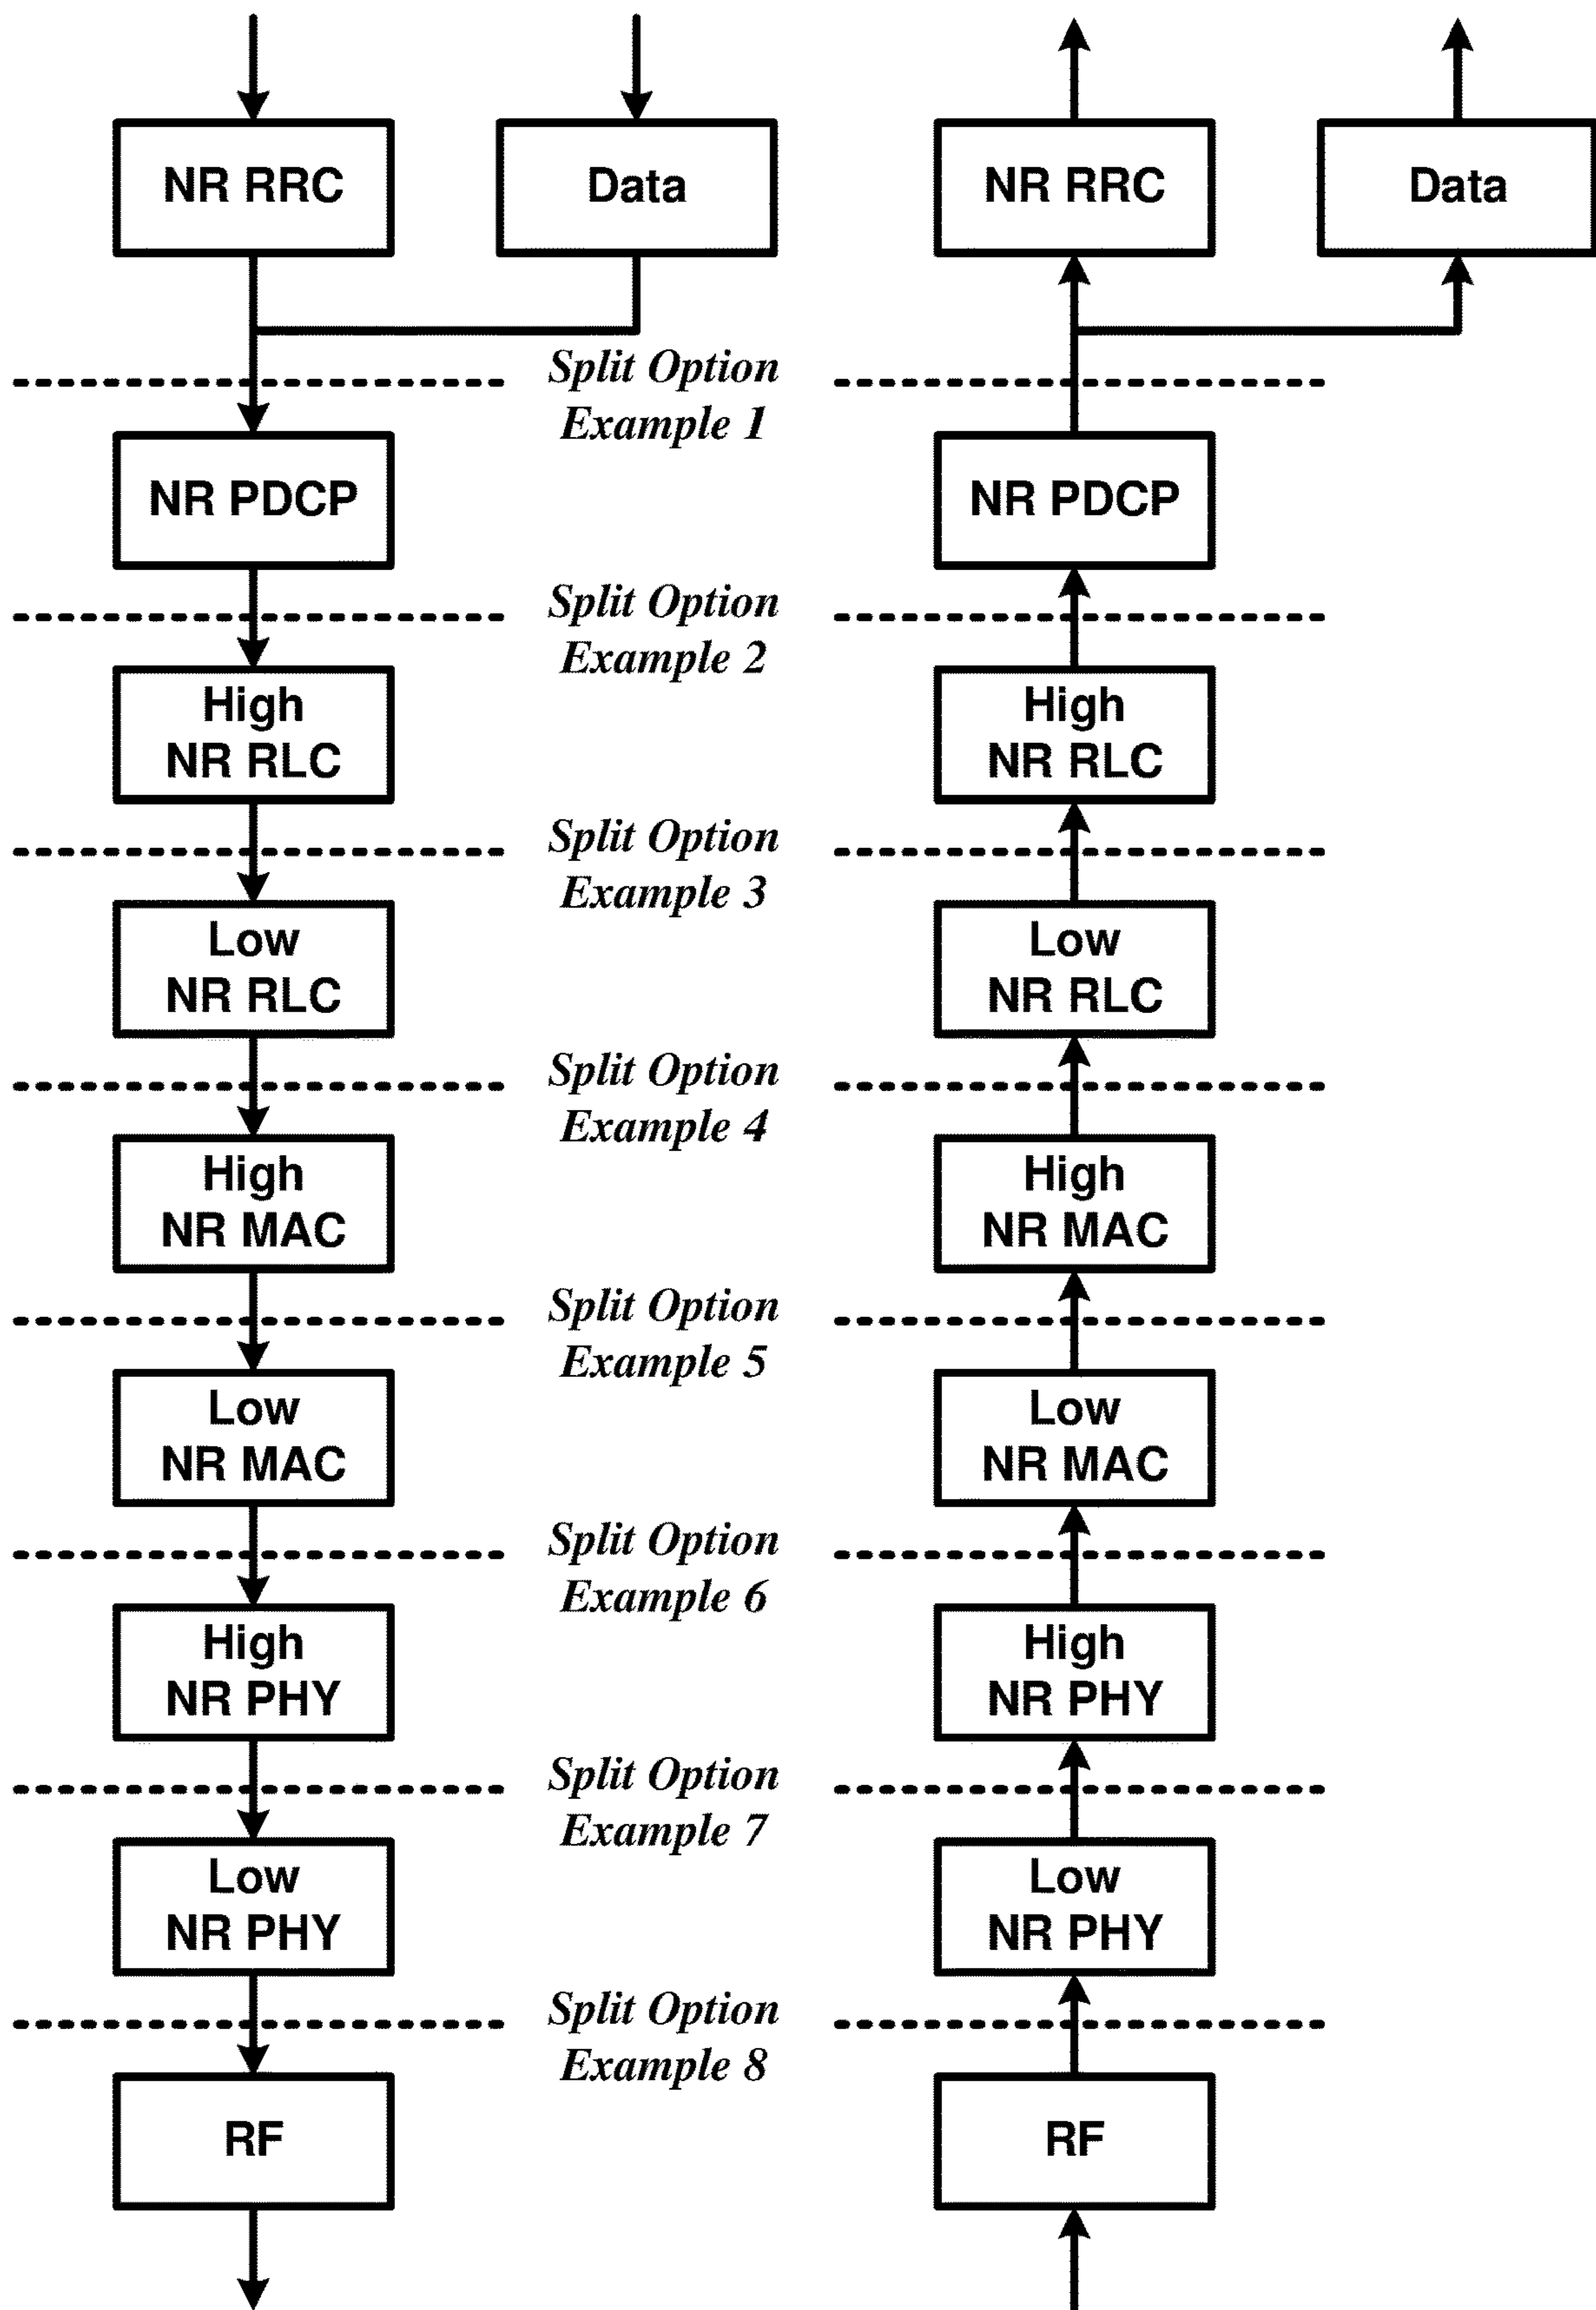 NR RRC
Data
NR RRC
Data
Split Option
Example 1
NR PDCP
NR PDCP
Split Option
Example 2
High
NR RLC
High
NR RLC
Split Option
Example 3
Low
NR RLC
Low
NR RLC
Split Option
Example 4
High
NR MAC
High
NR MAC
Split Option
Example 5
Low
NR MAC
Low
NR MAC
Split Option
Example 6
High
NR PHY
High
NR PHY
Split Option
Example 7
Low
NR PHY
Low
NR PHY
Split Option
Example 8
RF
RF